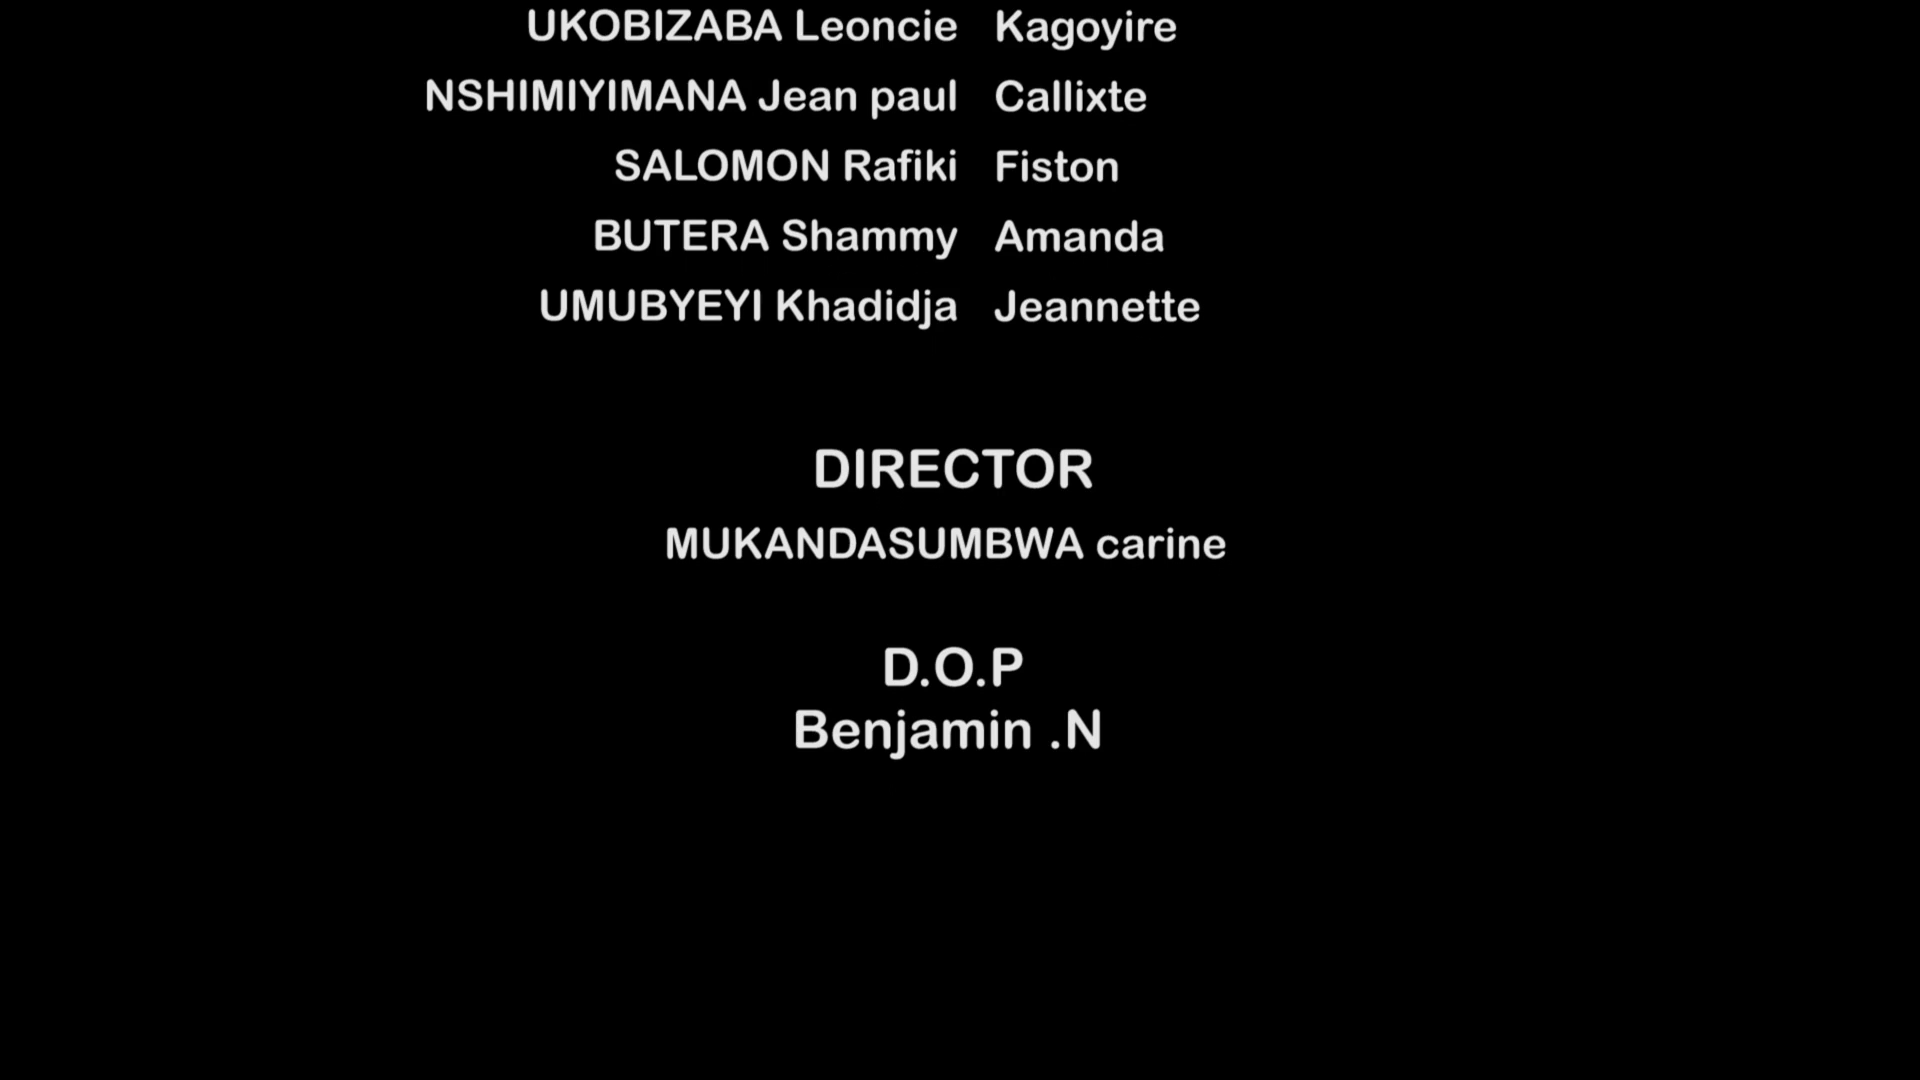 UKOBIZABA Leoncie Kagoyire
NSHIMIYIMANA Jean paul Callixte
SALOMON Rafiki Fiston
BUTERA Shammy Amanda
UMUBYEYI Khadidja Jeannette
DIRECTOR
MUKANDASUMBWA carine
D.O.P
Benjamin .N